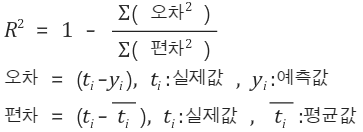 R² = 1 - Σ( 오차² ) / Σ( 편차² )
오차 = (tᵢ-yᵢ), tᵢ:실제값 , yᵢ:예측값
편차 = (tᵢ-t̅ᵢ), tᵢ:실제값 , t̅ᵢ:평균값